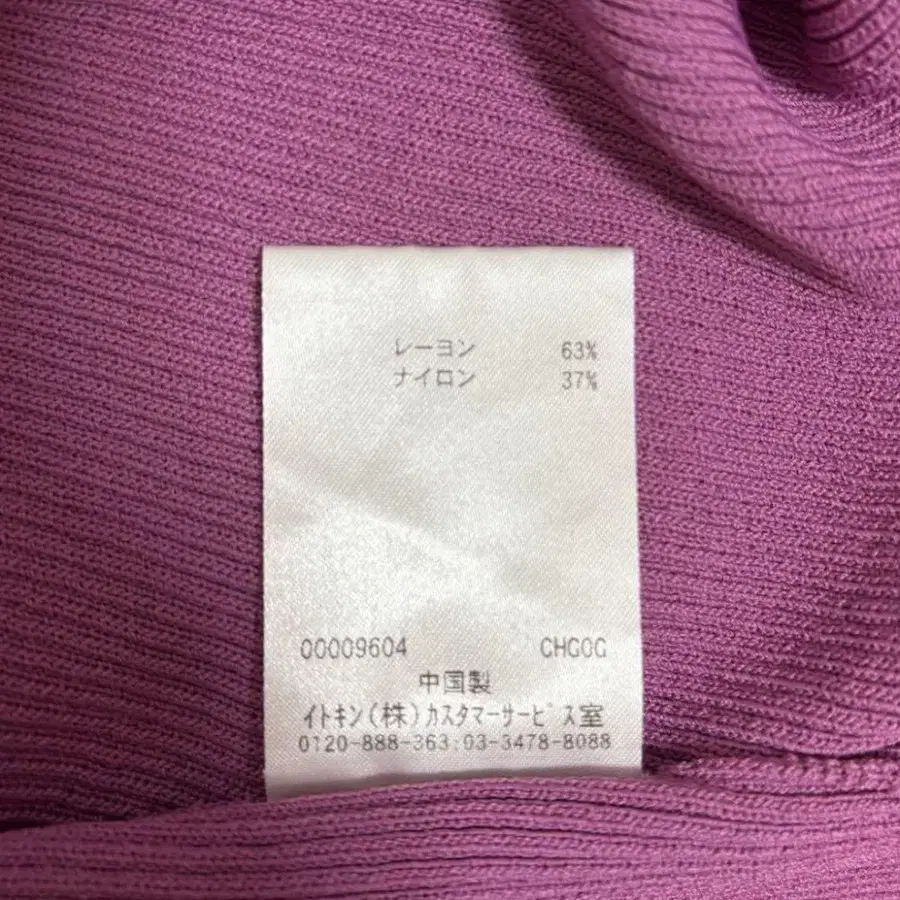 レーヨン 63%
ナイロン 37%
00009604 CHG0G
中国製
イトキン(株)カスタマーサービス室
0120-888-363:03-3478-8088